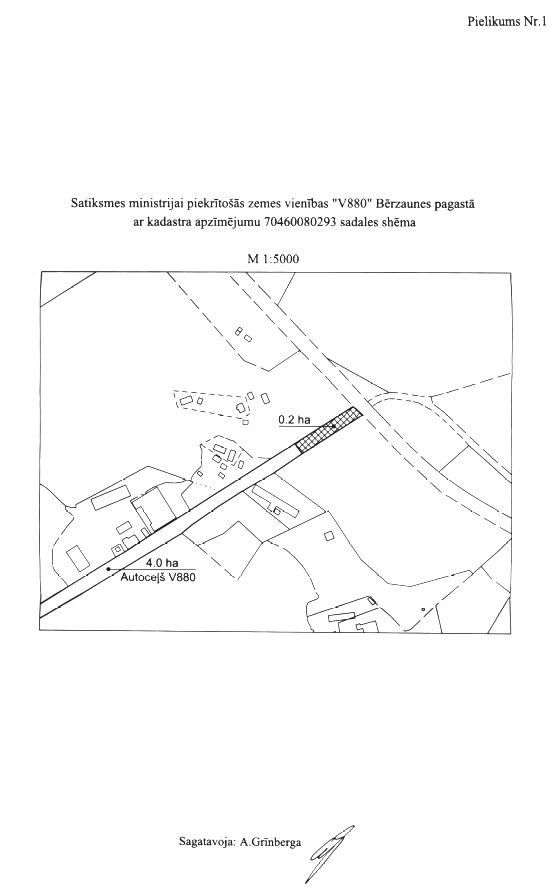 Pielikums Nr.1
Satiksmes ministrijai piekrītošās zemes vienības "V880" Bērzaunes pagastā
ar kadastra apzīmējumu 70460080293 sadales shēma
M 1:5000
0.2 ha
4.0 ha
Autoceļš V880
Sagatavoja: A.Grīnberga